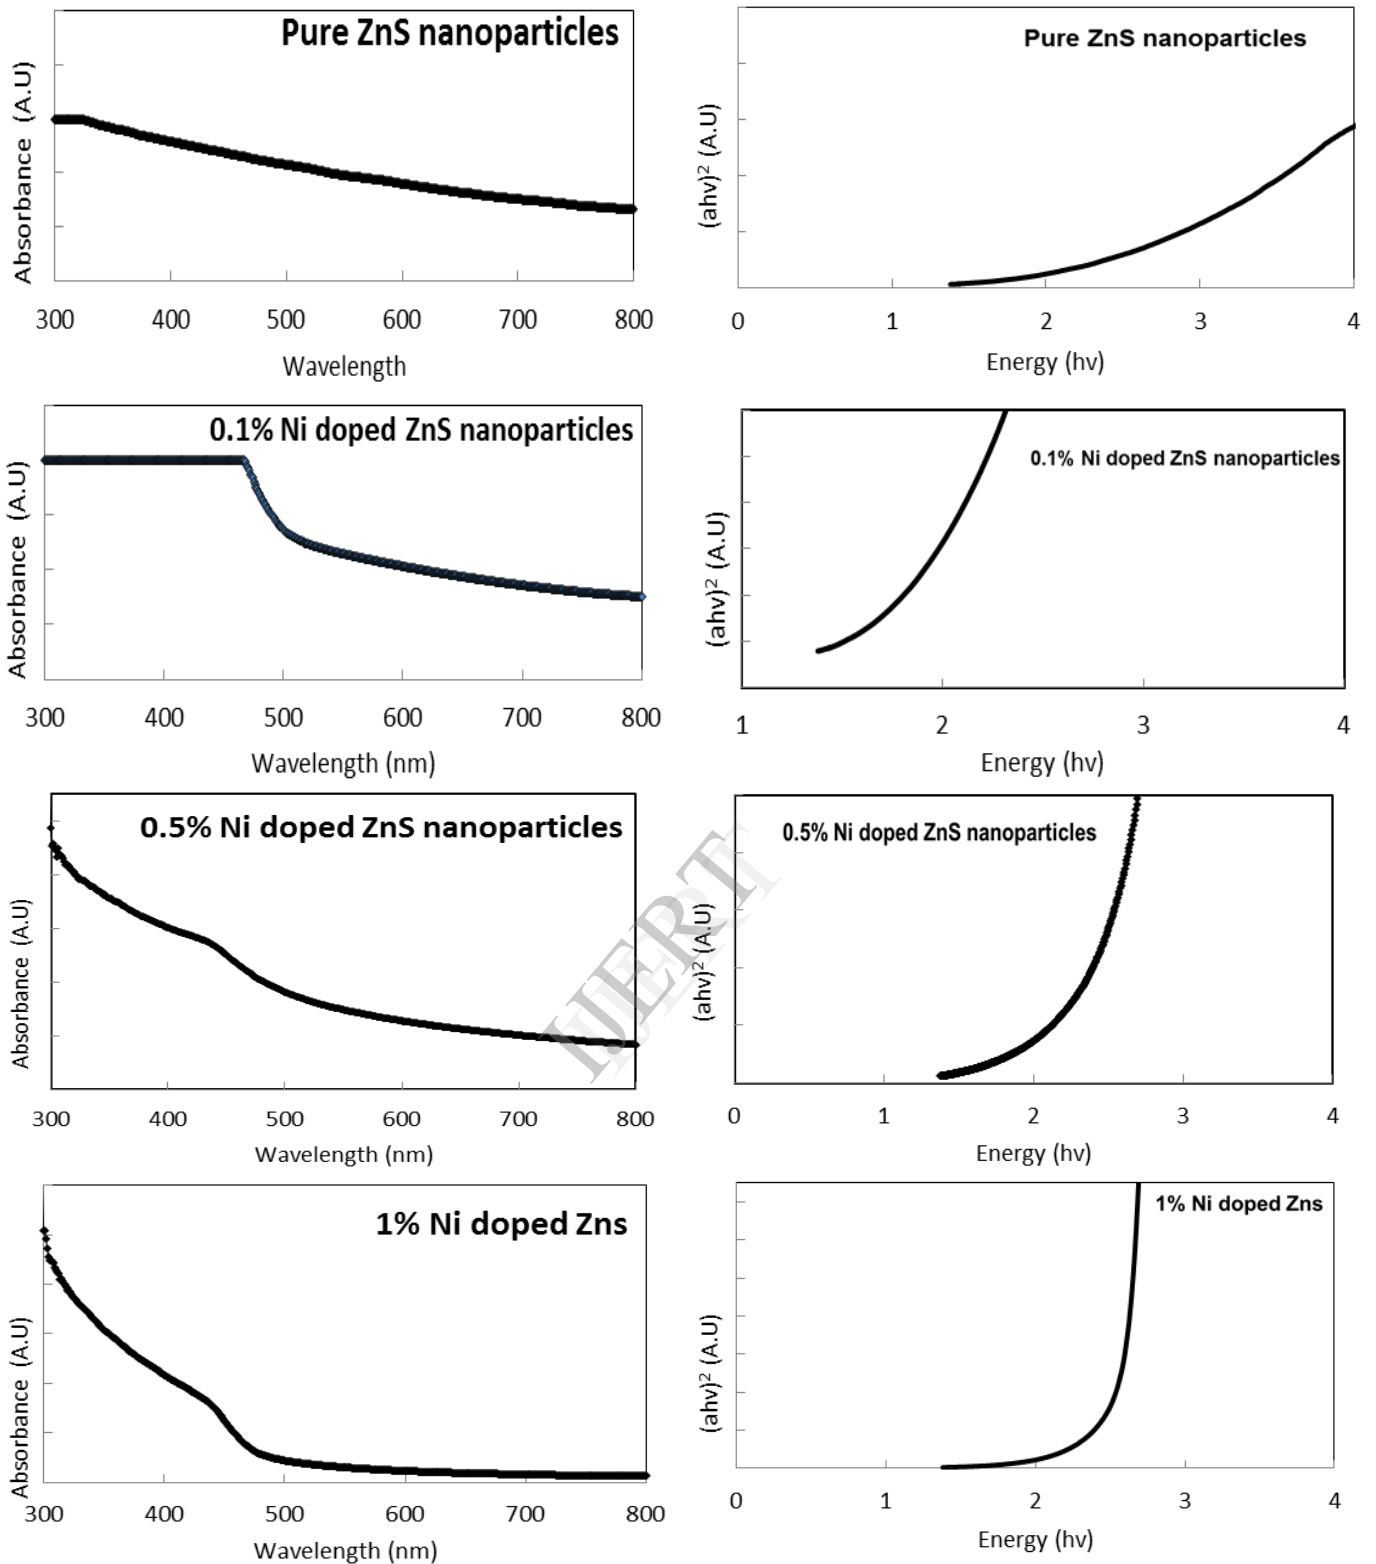 Pure ZnS nanoparticles
Absorbance (A.U)
300 400 500 600 700 800
Wavelength
Pure ZnS nanoparticles
(ahv)² (A.U)
0 1 2 3 4
Energy (hv)
0.1% Ni doped ZnS nanoparticles
Absorbance (A.U)
300 400 500 600 700 800
Wavelength (nm)
0.1% Ni doped ZnS nanoparticles
(ahv)² (A.U)
1 2 3 4
Energy (hv)
0.5% Ni doped ZnS nanoparticles
Absorbance (A.U)
300 400 500 600 700 800
Wavelength (nm)
0.5% Ni doped ZnS nanoparticles
(ahv)² (A.U)
0 1 2 3 4
Energy (hv)
IJERT
1% Ni doped Zns
Absorbance (A.U)
300 400 500 600 700 800
Wavelength (nm)
1% Ni doped Zns
(ahv)² (A.U)
0 1 2 3 4
Energy (hv)